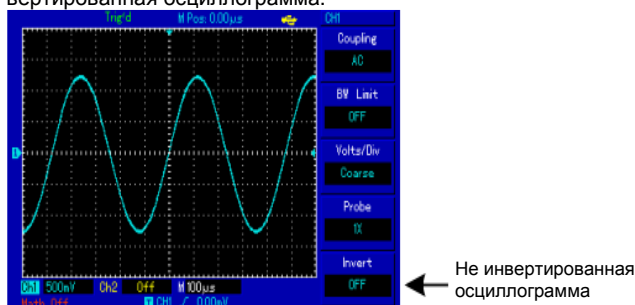 вертированная осциллограмма.
Trig'd M Pos: 0.00μs CH1
Coupling
AC
BW Limit
OFF
Volts/Div
Coarse
Probe
1X
Invert
OFF
1
Ch1 500mV Ch2 Off M 100μs
Math Off T CH1 0.00mV
Не инвертированная
осциллограмма